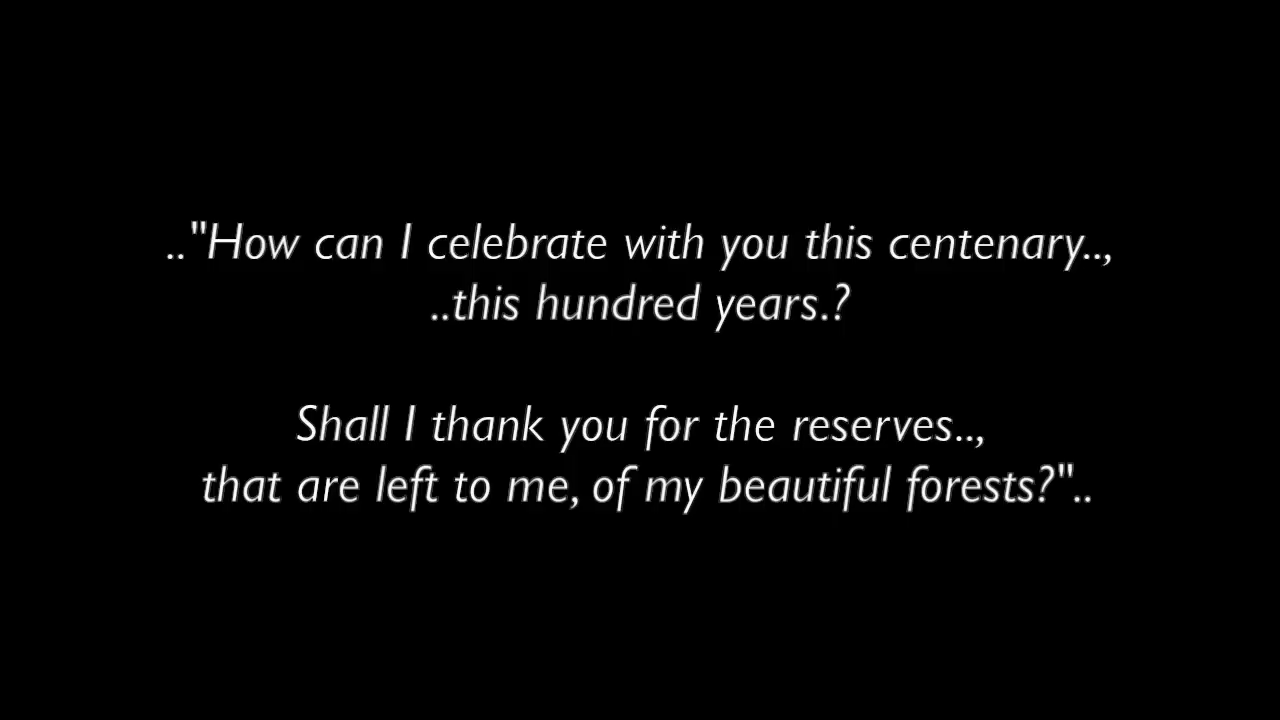 .."How can I celebrate with you this centenary..,
..this hundred years.?
Shall I thank you for the reserves..,
that are left to me, of my beautiful forests?"..